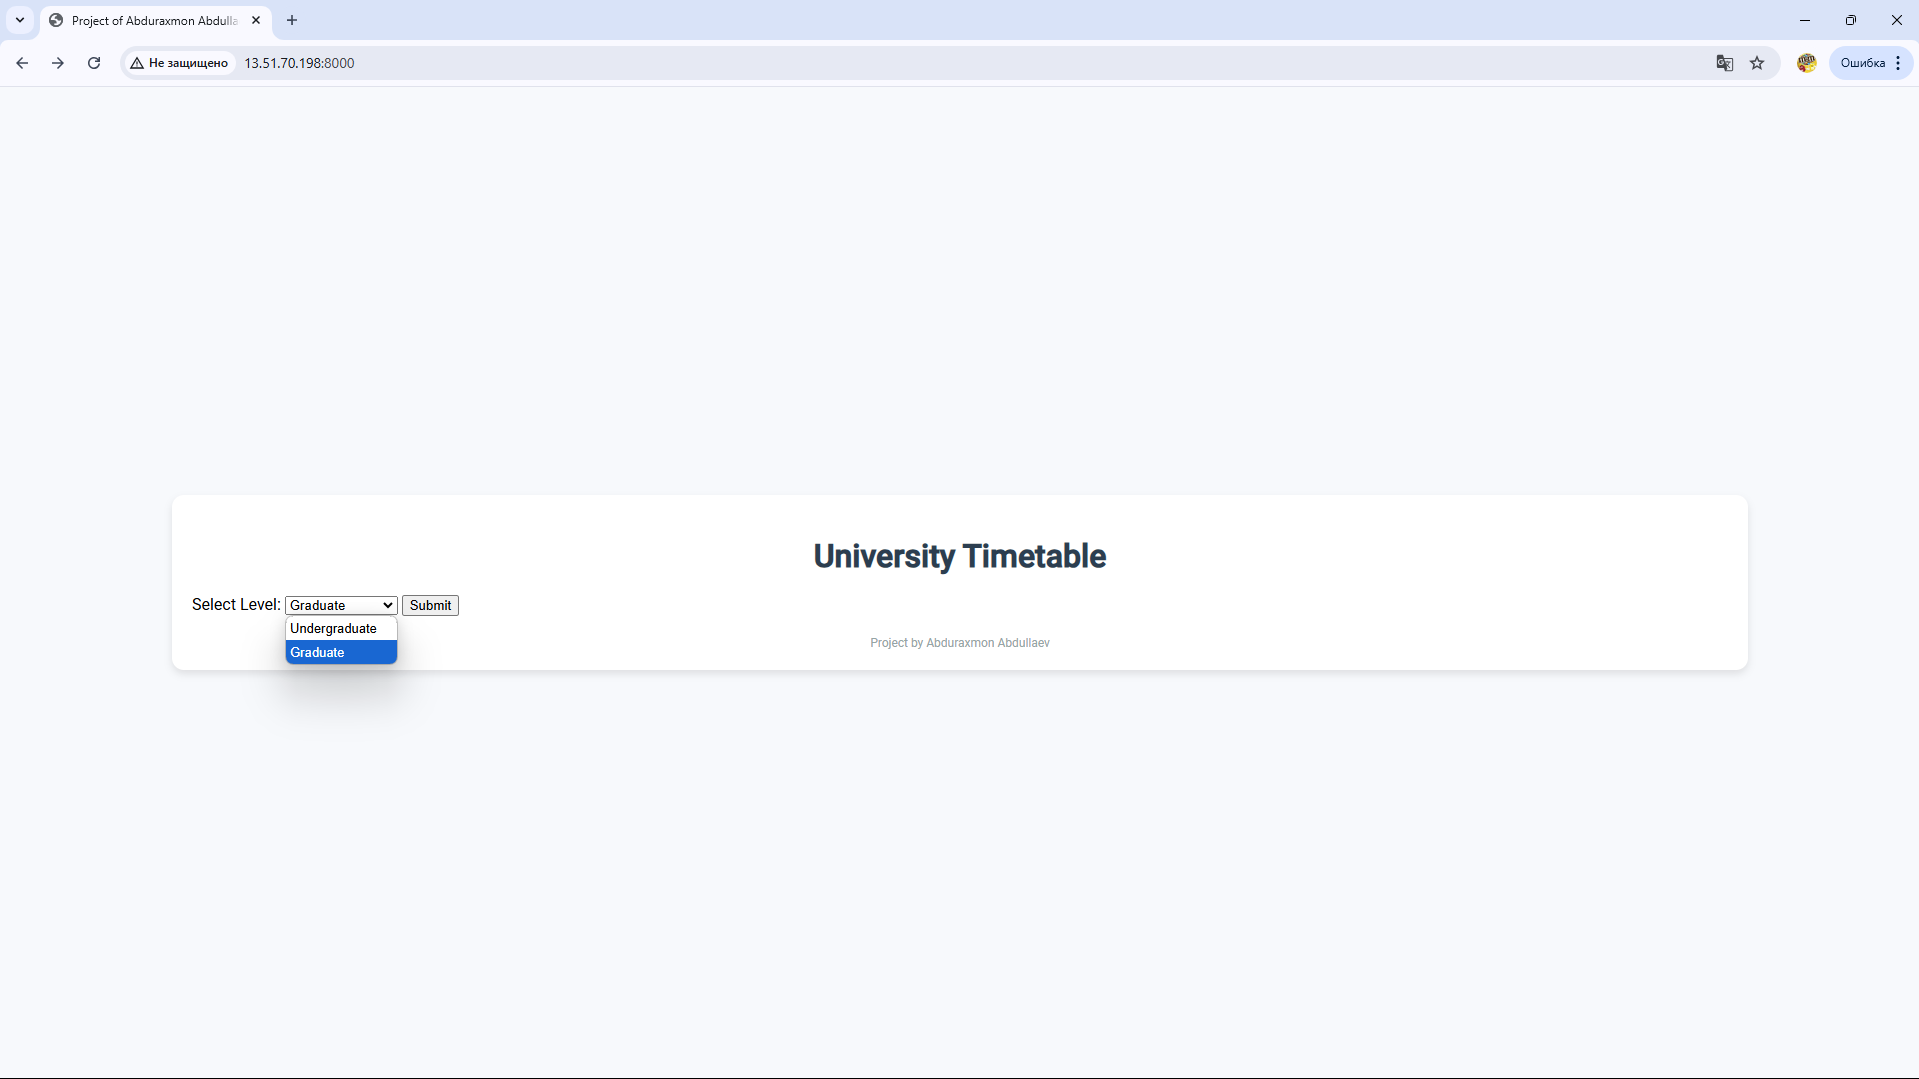 Project of Abduraxmon Abdulla
Не защищено 13.51.70.198:8000 Ошибка
University Timetable
Select Level: Graduate Submit
Undergraduate
Graduate
Project by Abduraxmon Abdullaev